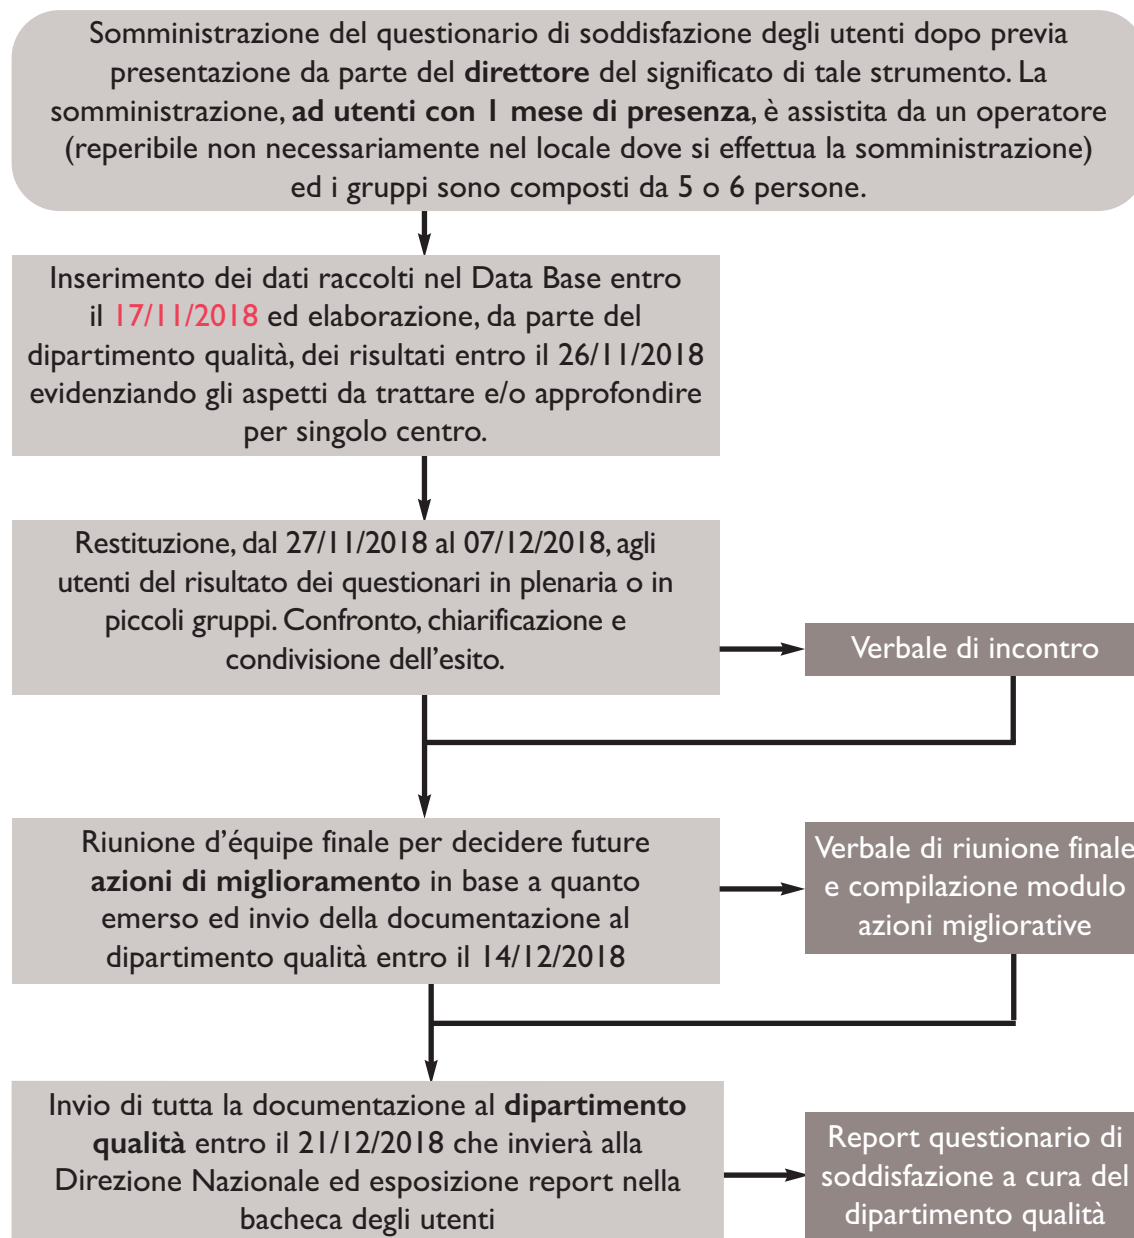 Somministrazione del questionario di soddisfazione degli utenti dopo previa
presentazione da parte del direttore del significato di tale strumento. La
somministrazione, ad utenti con 1 mese di presenza, è assistita da un operatore
(reperibile non necessariamente nel locale dove si effettua la somministrazione)
ed i gruppi sono composti da 5 o 6 persone.
Inserimento dei dati raccolti nel Data Base entro
il 17/11/2018 ed elaborazione, da parte del
dipartimento qualità, dei risultati entro il 26/11/2018
evidenziando gli aspetti da trattare e/o approfondire
per singolo centro.
Restituzione, dal 27/11/2018 al 07/12/2018, agli
utenti del risultato dei questionari in plenaria o in
piccoli gruppi. Confronto, chiarificazione e
condivisione dell'esito.
Verbale di incontro
Riunione d'équipe finale per decidere future
azioni di miglioramento in base a quanto
emerso ed invio della documentazione al
dipartimento qualità entro il 14/12/2018
Verbale di riunione finale
e compilazione modulo
azioni migliorative
Invio di tutta la documentazione al dipartimento
qualità entro il 21/12/2018 che invierà alla
Direzione Nazionale ed esposizione report nella
bacheca degli utenti
Report questionario di
soddisfazione a cura del
dipartimento qualità